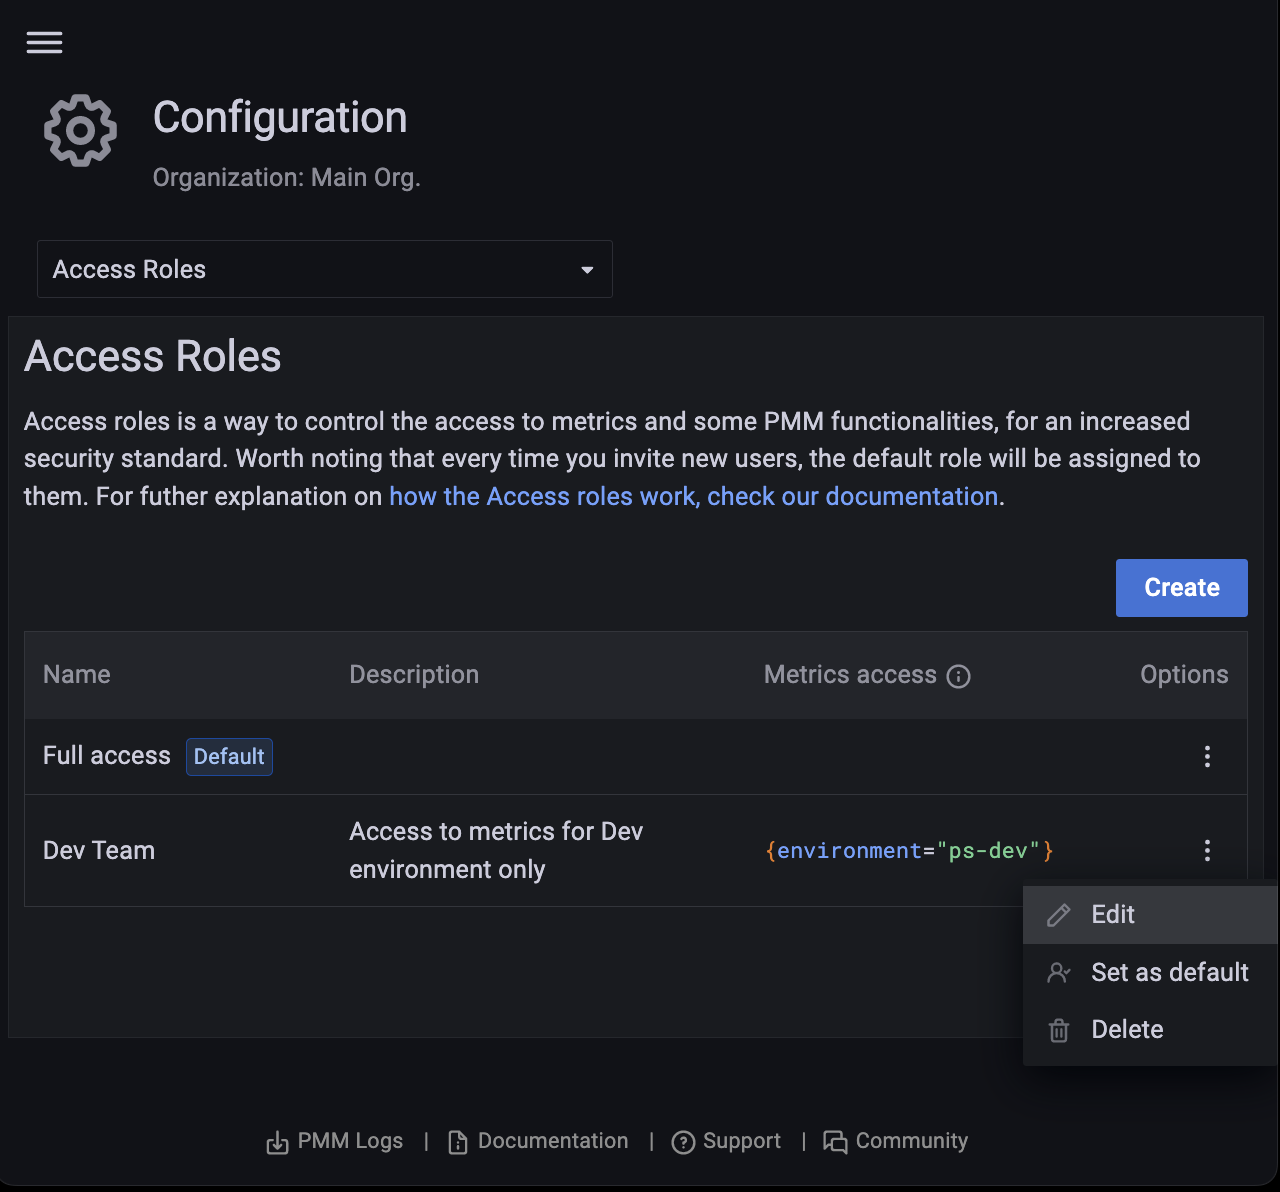 Configuration
Organization: Main Org.
Access Roles
Access Roles
Access roles is a way to control the access to metrics and some PMM functionalities, for an increased
security standard. Worth noting that every time you invite new users, the default role will be assigned to
them. For futher explanation on how the Access roles work, check our documentation.
Create
Name Description Metrics access Options
Full access Default
Dev Team Access to metrics for Dev
environment only {environment="ps-dev"}
Edit
Set as default
Delete
PMM Logs | Documentation | Support | Community